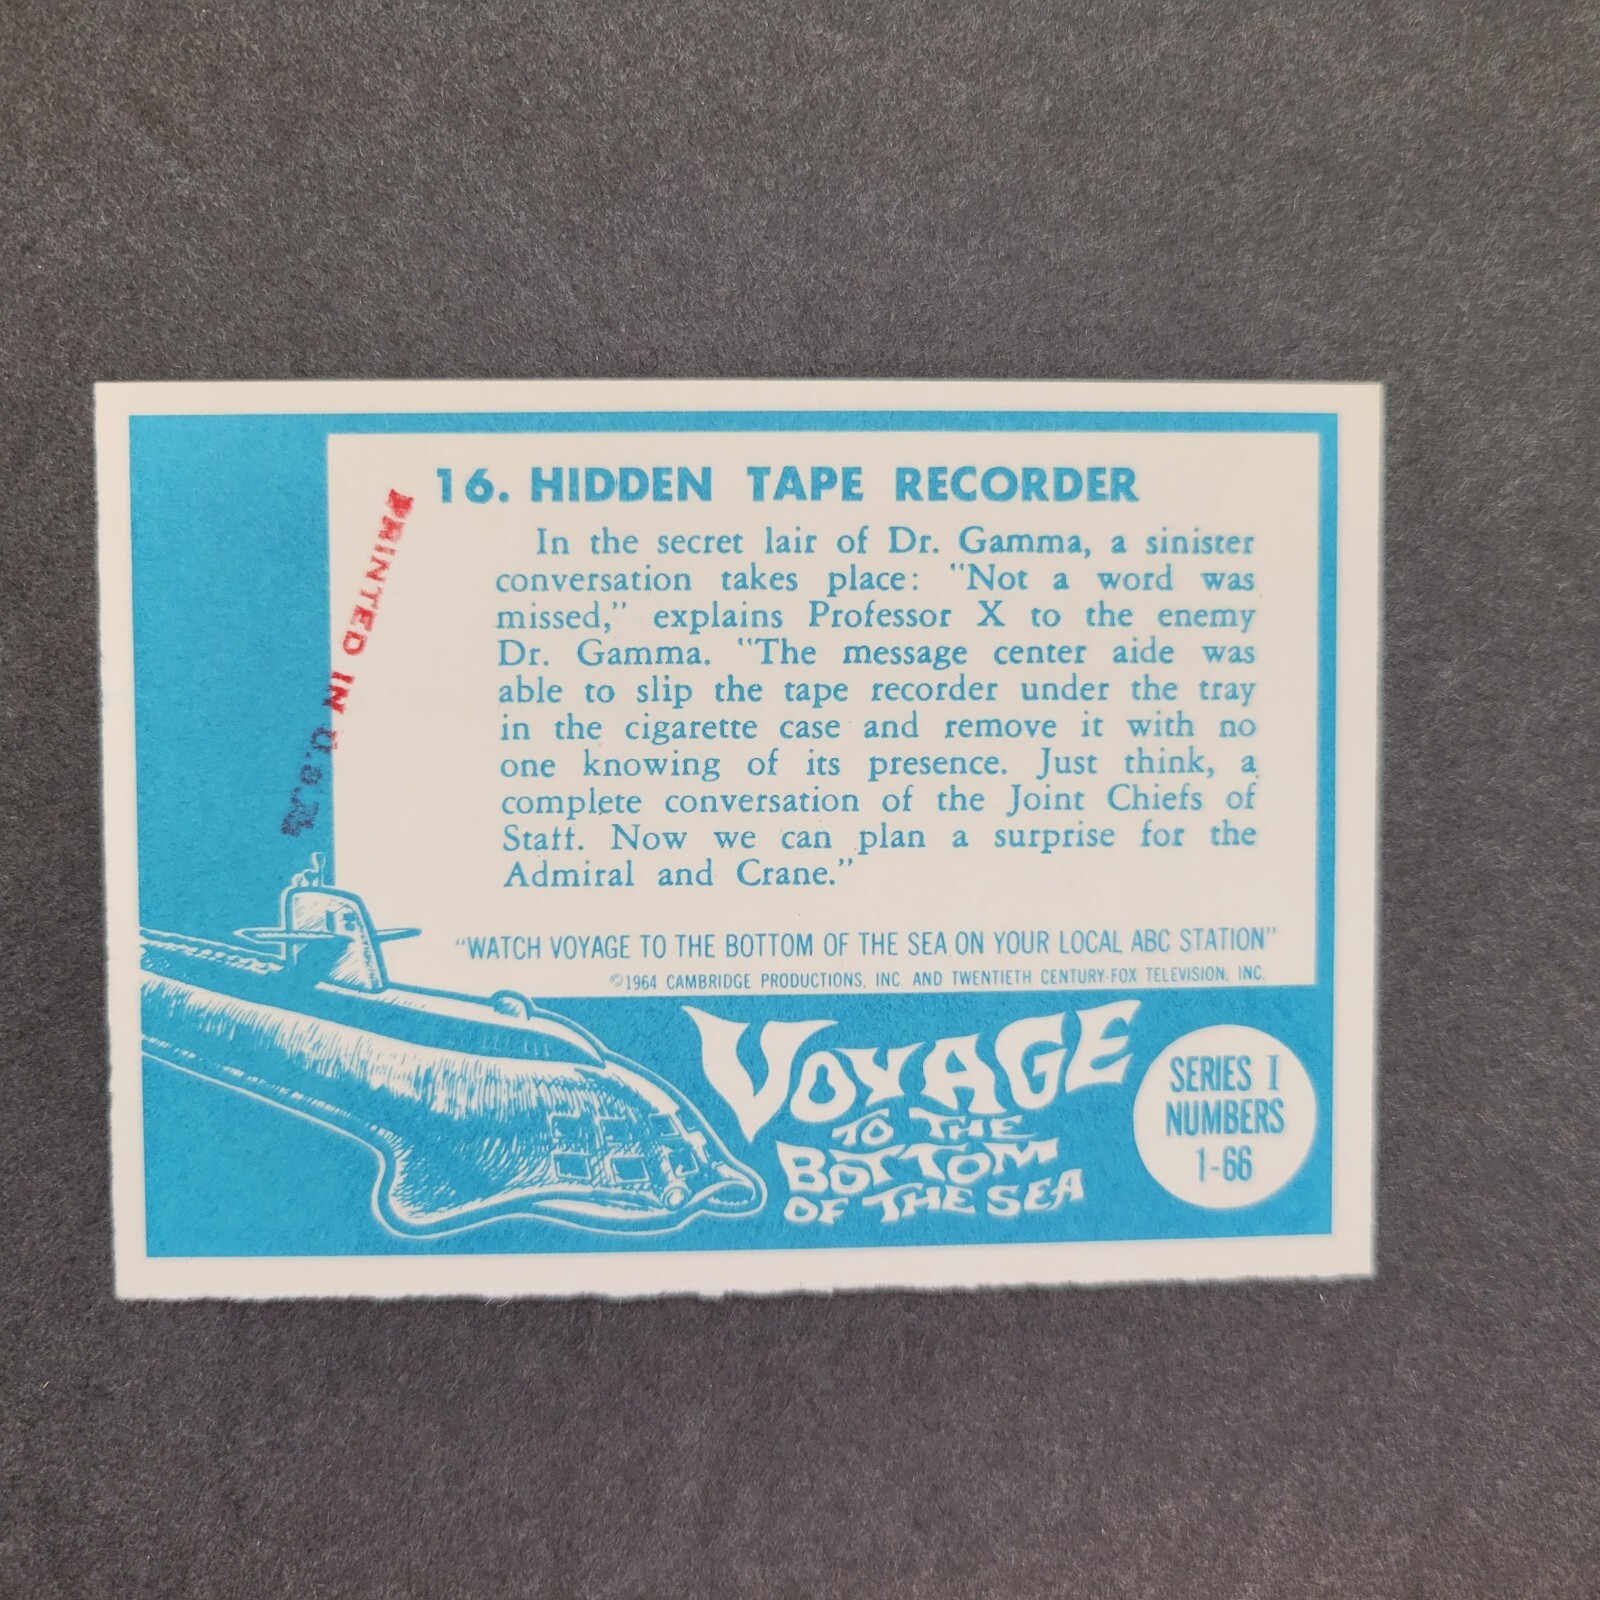 16. HIDDEN TAPE RECORDER
In the secret lair of Dr. Gamma, a sinister
conversation takes place: "Not a word was
missed," explains Professor X to the enemy
Dr. Gamma. "The message center aide was
able to slip the tape recorder under the tray
in the cigarette case and remove it with no
one knowing of its presence. Just think, a
complete conversation of the Joint Chiefs of
Staff. Now we can plan a surprise for the
Admiral and Crane."
"WATCH VOYAGE TO THE BOTTOM OF THE SEA ON YOUR LOCAL ABC STATION"
©1964 CAMBRIDGE PRODUCTIONS, INC. AND TWENTIETH CENTURY-FOX TELEVISION, INC.
PRINTED IN U.S.A.
VOYAGE
TO THE
BOTTOM
OF THE SEA
SERIES I
NUMBERS
1-66